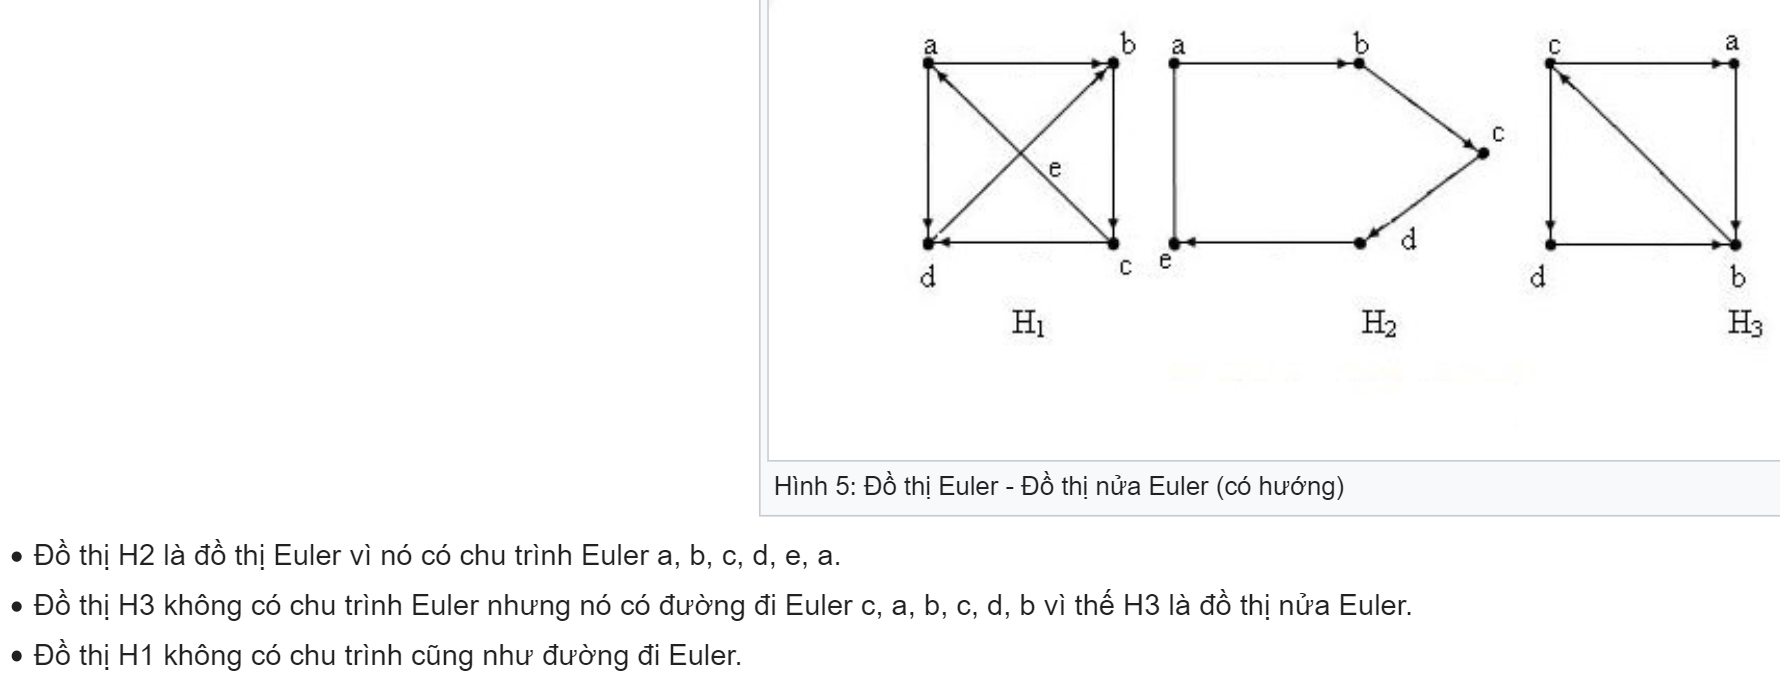 a b a b c a
c
e
d
d c e d b
H₁ H₂ H₃
Hình 5: Đồ thị Euler - Đồ thị nửa Euler (có hướng)
• Đồ thị H2 là đồ thị Euler vì nó có chu trình Euler a, b, c, d, e, a.
• Đồ thị H3 không có chu trình Euler nhưng nó có đường đi Euler c, a, b, c, d, b vì thế H3 là đồ thị nửa Euler.
• Đồ thị H1 không có chu trình cũng như đường đi Euler.